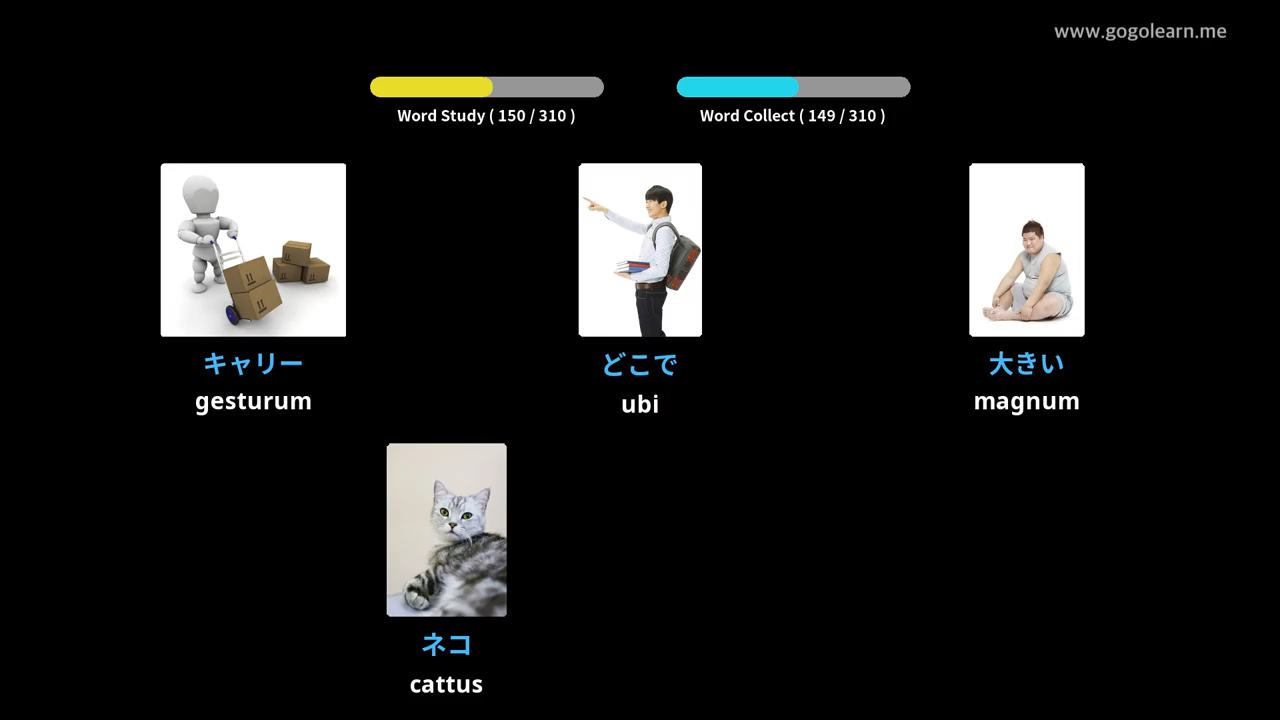 www.gogolearn.me
Word Study ( 150 / 310 )
Word Collect ( 149 / 310 )
キャリー
gesturum
どこで
ubi
大きい
magnum
ネコ
cattus